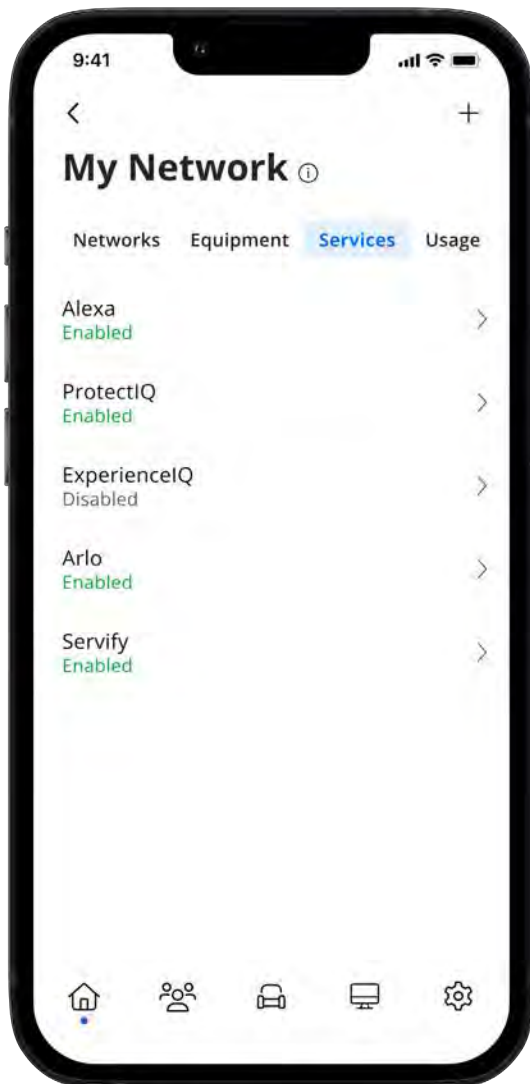 9:41
My Network
Networks Equipment Services Usage
Alexa
Enabled
ProtectIQ
Enabled
ExperienceIQ
Disabled
Arlo
Enabled
Servify
Enabled